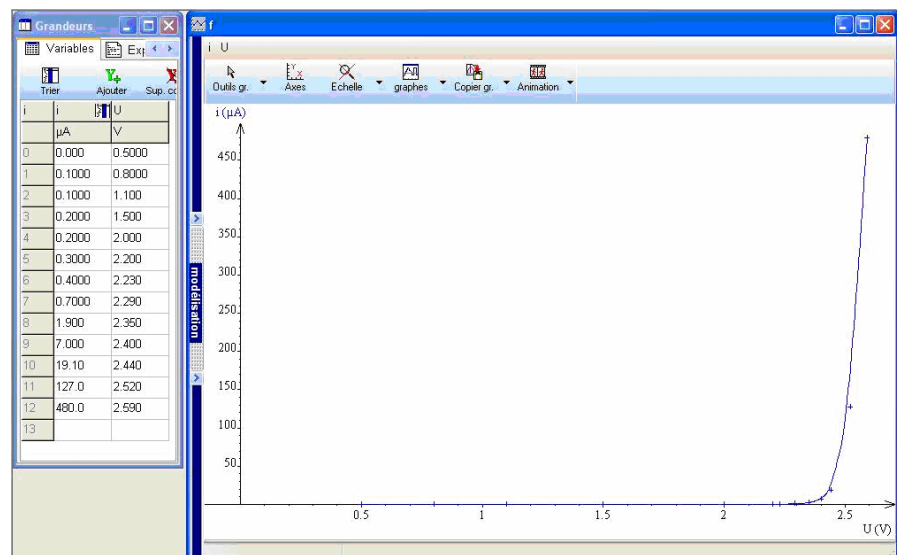 Grandeurs
Variables Exp
Trier Ajouter Sup. co
i i U
µA V
0 0.000 0.5000
1 0.1000 0.8000
2 0.1000 1.100
3 0.2000 1.500
4 0.2000 2.000
5 0.3000 2.200
6 0.4000 2.230
7 0.7000 2.290
8 1.900 2.350
9 7.000 2.400
10 19.10 2.440
11 127.0 2.520
12 480.0 2.590
13
f
i U
Outils gr. Axes Echelle graphes Copier gr. Animation
modélisation
i (µA)
450
400
350
300
250
200
150
100
50
0.5 1 1.5 2 2.5
U (V)